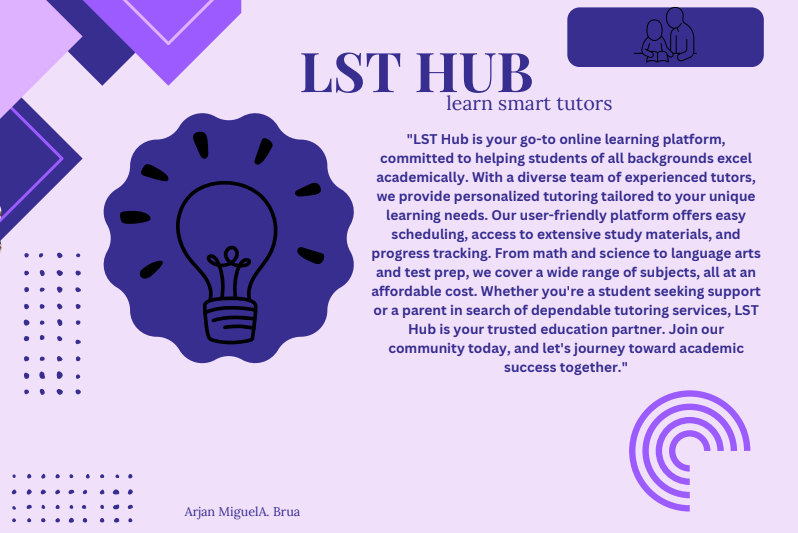 LST HUB
learn smart tutors
"LST Hub is your go-to online learning platform,
committed to helping students of all backgrounds excel
academically. With a diverse team of experienced tutors,
we provide personalized tutoring tailored to your unique
learning needs. Our user-friendly platform offers easy
scheduling, access to extensive study materials, and
progress tracking. From math and science to language arts
and test prep, we cover a wide range of subjects, all at an
affordable cost. Whether you're a student seeking support
or a parent in search of dependable tutoring services, LST
Hub is your trusted education partner. Join our
community today, and let's journey toward academic
success together."
Arjan MiguelA. Brua